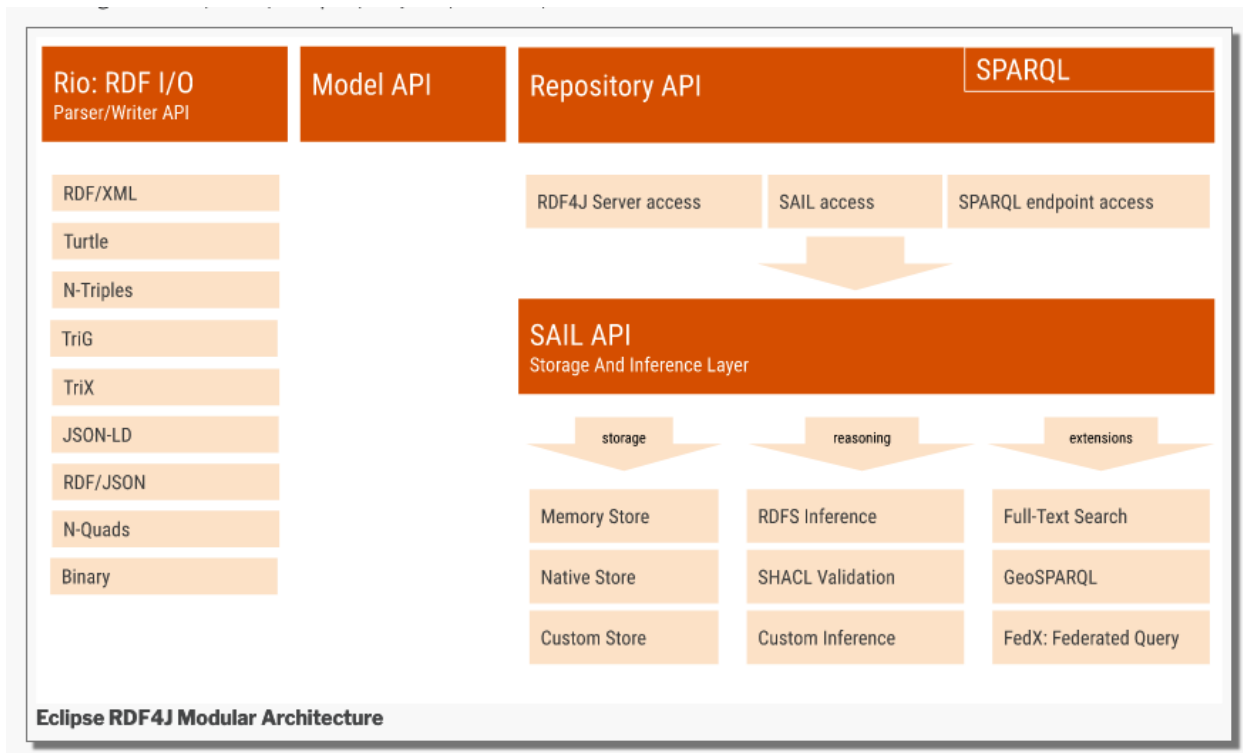 Rio: RDF I/O
Parser/Writer API
Model API
Repository API
SPARQL
RDF/XML
Turtle
N-Triples
TriG
TriX
JSON-LD
RDF/JSON
N-Quads
Binary
RDF4J Server access
SAIL access
SPARQL endpoint access
SAIL API
Storage And Inference Layer
storage
reasoning
extensions
Memory Store
RDFS Inference
Full-Text Search
Native Store
SHACL Validation
GeoSPARQL
Custom Store
Custom Inference
FedX: Federated Query
Eclipse RDF4J Modular Architecture